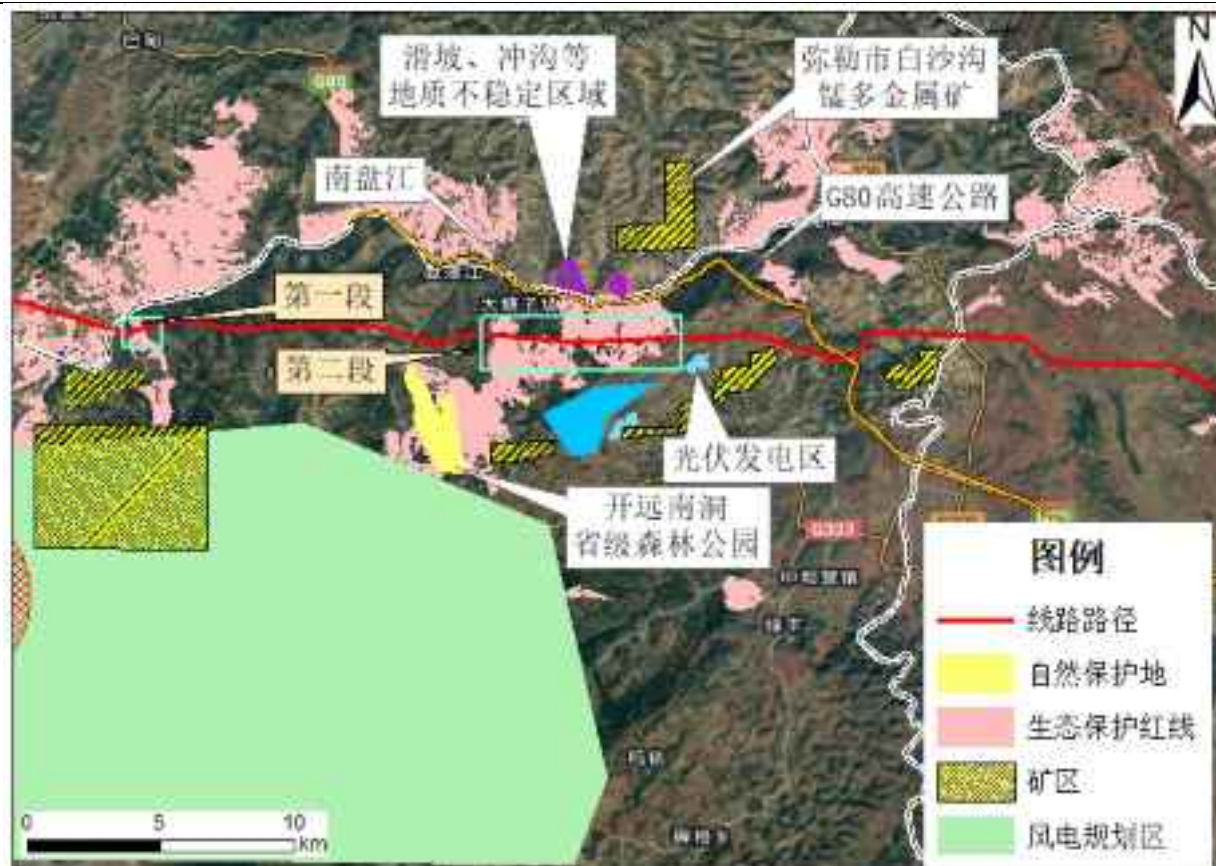 滑坡、冲沟等
地质不稳定区域
弥勒市白沙沟
锰多金属矿
N
G80
南盘江
G80高速公路
第一段
第二段
光伏发电区
开远南洞
省级森林公园
G323
图例
线路路径
自然保护地
生态保护红线
矿区
风电规划区
0
5
10
km